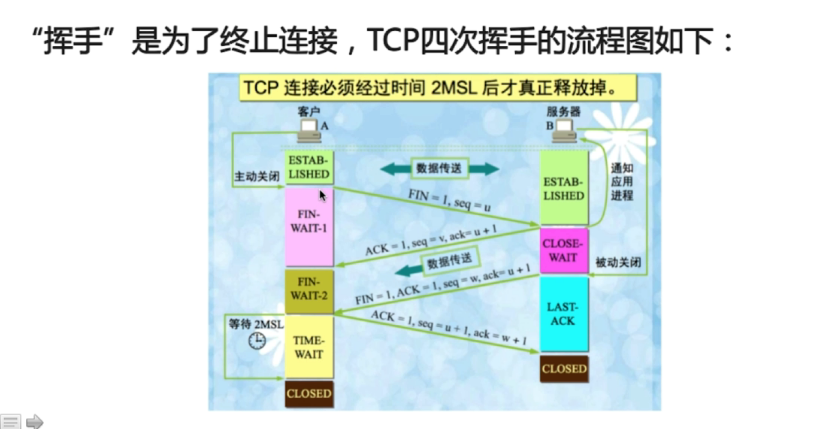 “挥手”是为了终止连接，TCP四次挥手的流程图如下：
TCP 连接必须经过时间 2MSL 后才真正释放掉。
客户
A
服务器
B
主动关闭
ESTAB-
LISHED
数据传送
ESTAB-
LISHED
通知
应用
进程
FIN = 1, seq = u
FIN-
WAIT-1
ACK = 1, seq = v, ack= u + 1
CLOSE-
WAIT
数据传送
被动关闭
FIN-
WAIT-2
FIN = 1, ACK = 1, seq = w, ack= u + 1
LAST-
ACK
ACK = 1, seq = u + 1, ack = w + 1
等待 2MSL
TIME-
WAIT
CLOSED
CLOSED